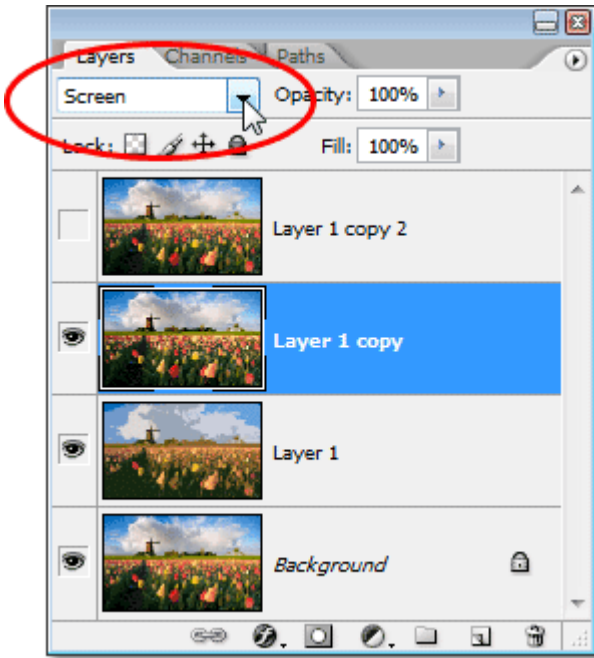 Layers Channels Paths
Screen Opacity: 100%
Lock: Fill: 100%
Layer 1 copy 2
Layer 1 copy
Layer 1
Background